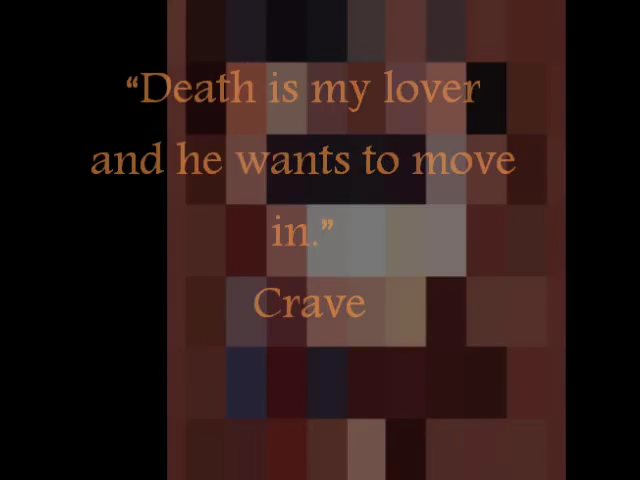 “Death is my lover
and he wants to move
in.”
Crave